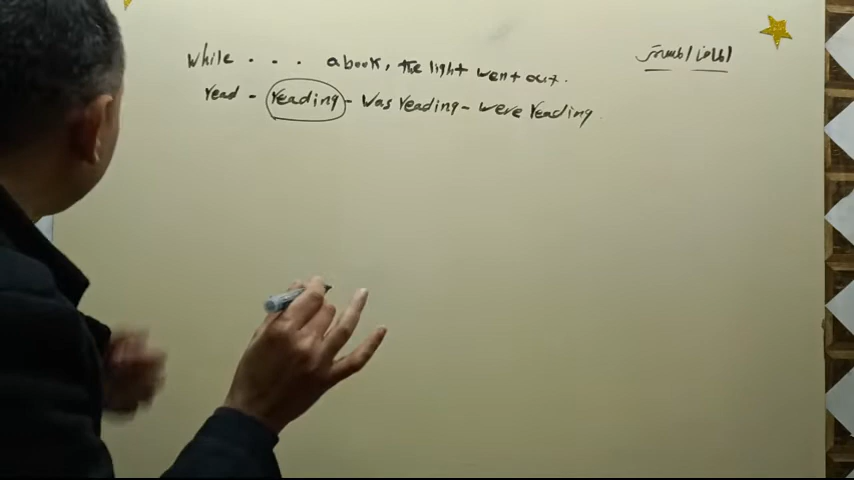 while . . . a book, the light went out.
read - reading - was reading - were reading